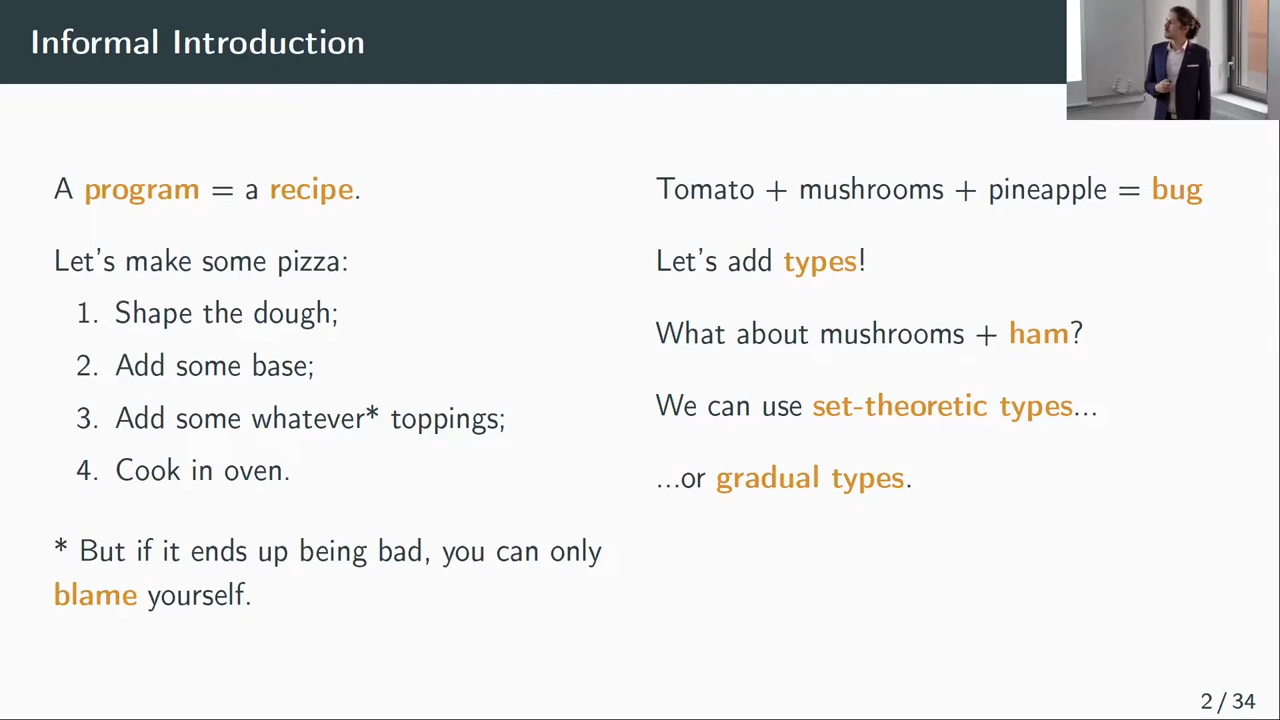 Informal Introduction
A program = a recipe.
Let's make some pizza:
1. Shape the dough;
2. Add some base;
3. Add some whatever* toppings;
4. Cook in oven.
* But if it ends up being bad, you can only
blame yourself.
Tomato + mushrooms + pineapple = bug
Let's add types!
What about mushrooms + ham?
We can use set-theoretic types...
...or gradual types.
2 / 34